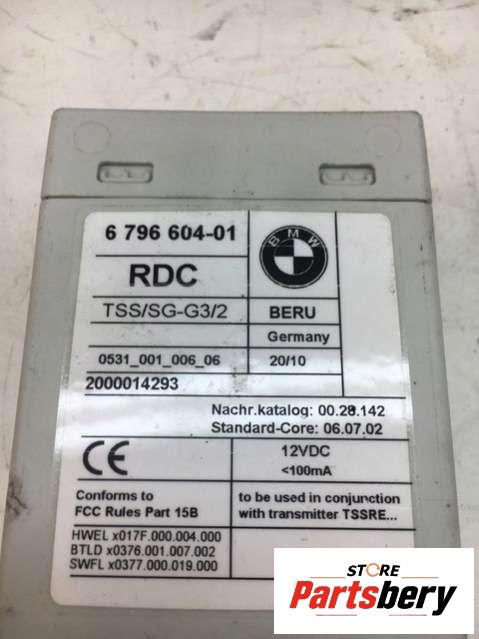 6 796 604-01
BMW
RDC
TSS/SG-G3/2
BERU
Germany
0531_001_006_06
20/10
2000014293
Nachr.katalog: 00.28.142
Standard-Core: 06.07.02
CE
12VDC
<100mA
Conforms to
FCC Rules Part 15B
to be used in conjunction
with transmitter TSSRE...
HWEL x017F.000.004.000
BTLD x0376.001.007.002
SWFL x0377.000.019.000
STORE
Partsbery